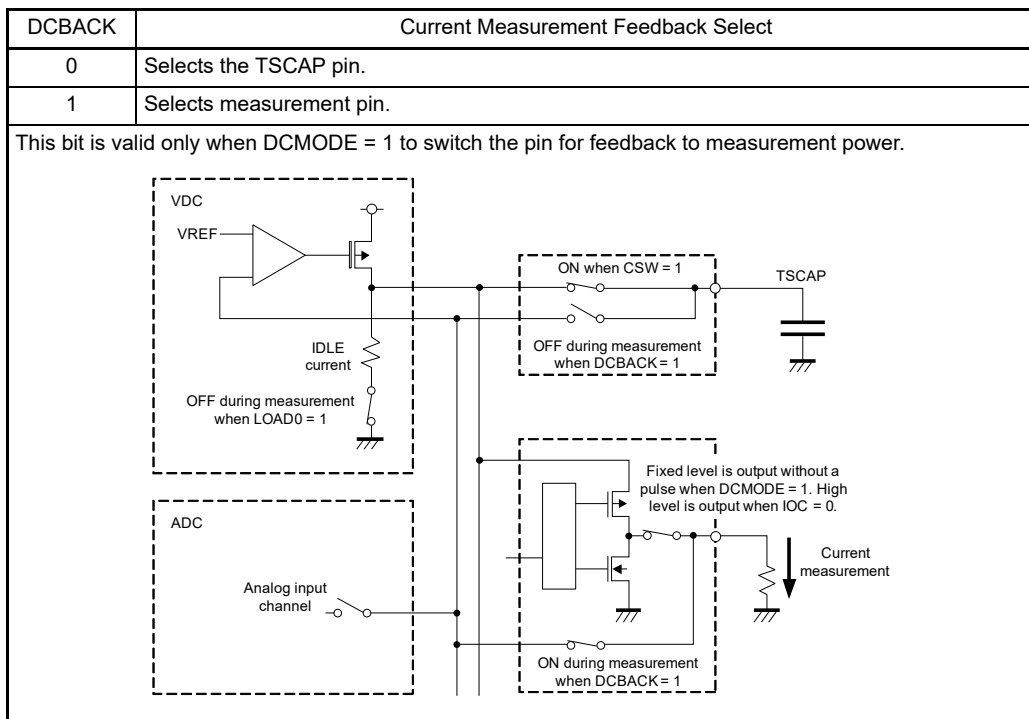 DCBACK Current Measurement Feedback Select
0 Selects the TSCAP pin.
1 Selects measurement pin.
This bit is valid only when DCMODE = 1 to switch the pin for feedback to measurement power.
VDC
VREF
IDLE
current
OFF during measurement
when LOAD0 = 1
ON when CSW = 1
TSCAP
OFF during measurement
when DCBACK = 1
ADC
Analog input
channel
Fixed level is output without a
pulse when DCMODE = 1. High
level is output when IOC = 0.
Current
measurement
ON during measurement
when DCBACK = 1